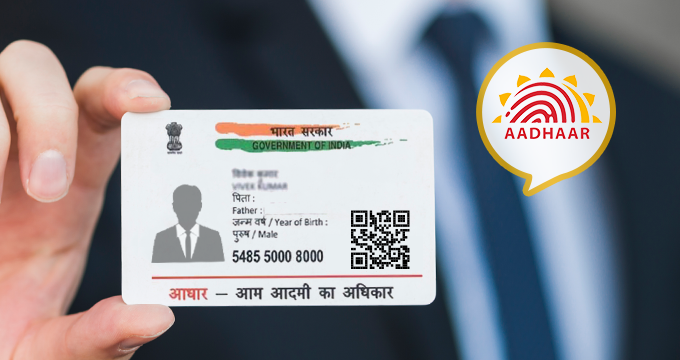 भारत सरकार
GOVERNMENT OF INDIA
विवेक कुमार
VIVEK KUMAR
पिता :
Father :
जन्म वर्ष / Year of Birth :
पुरुष / Male
5485 5000 8000
आधार – आम आदमी का अधिकार
AADHAAR